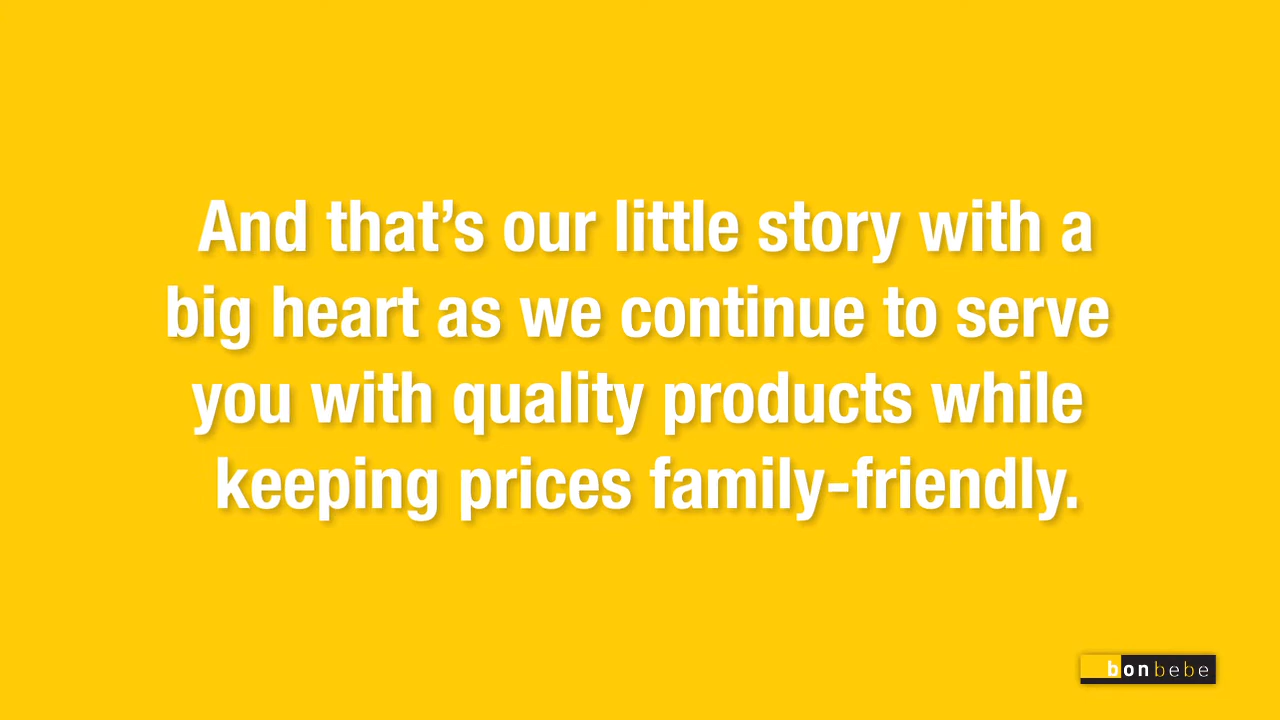 And that’s our little story with a
big heart as we continue to serve
you with quality products while
keeping prices family-friendly.
bonbebe